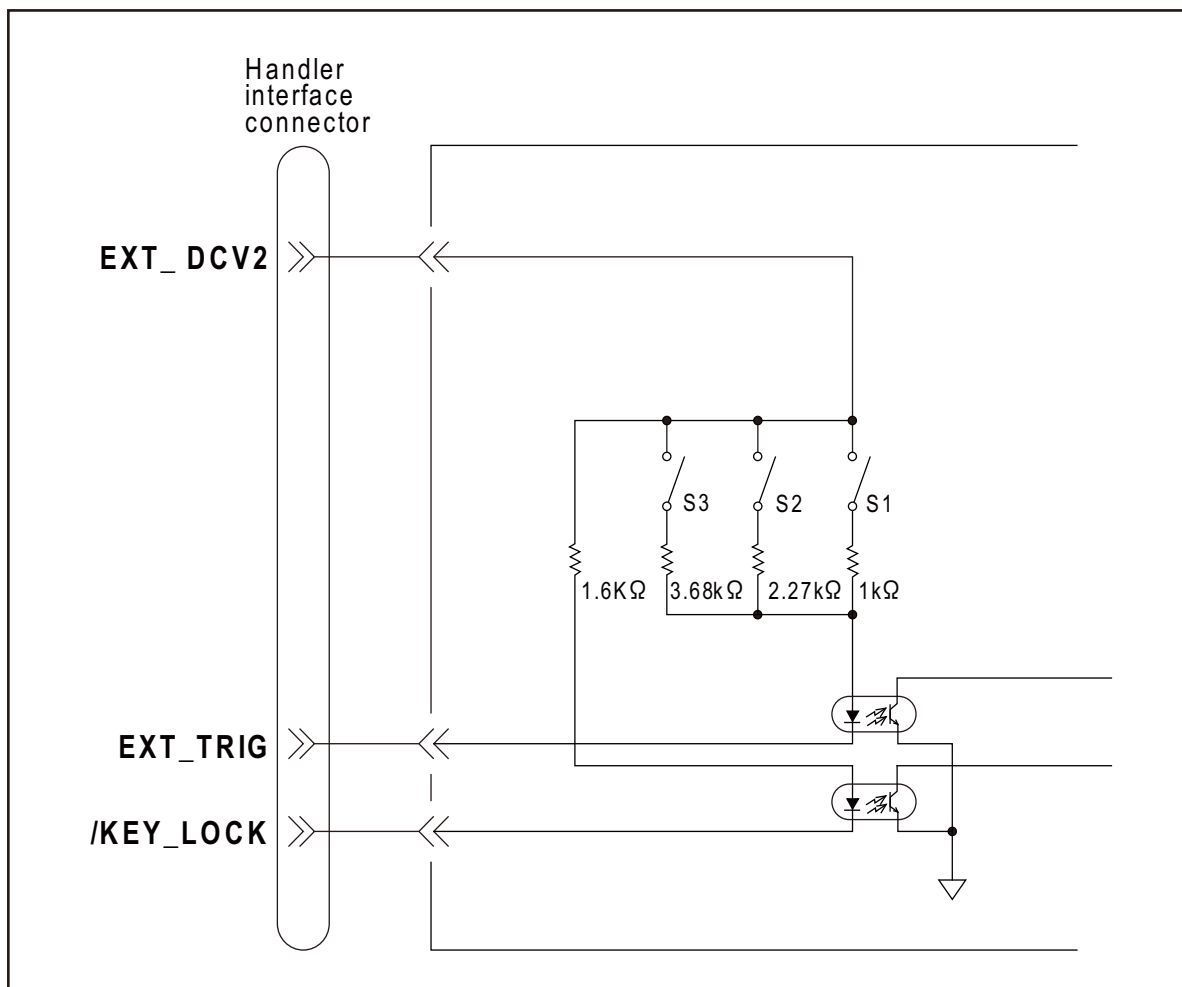 Handler
interface
connector
EXT_ DCV2
S3
S2
S1
1.6KΩ
3.68kΩ
2.27kΩ
1kΩ
EXT_TRIG
/KEY_LOCK